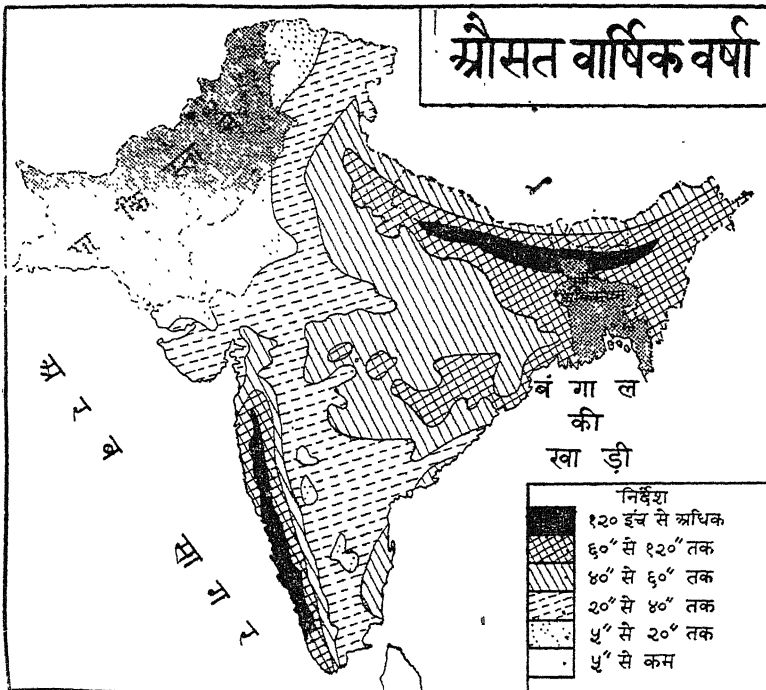 औसत वार्षिक वर्षा
पाकिस्तान
अरब सागर
बंगाल
की
खाड़ी
निर्देश
१२० इंच से अधिक
६०" से १२०" तक
४०" से ६०" तक
२०" से ४०" तक
५" से २०" तक
५" से कम